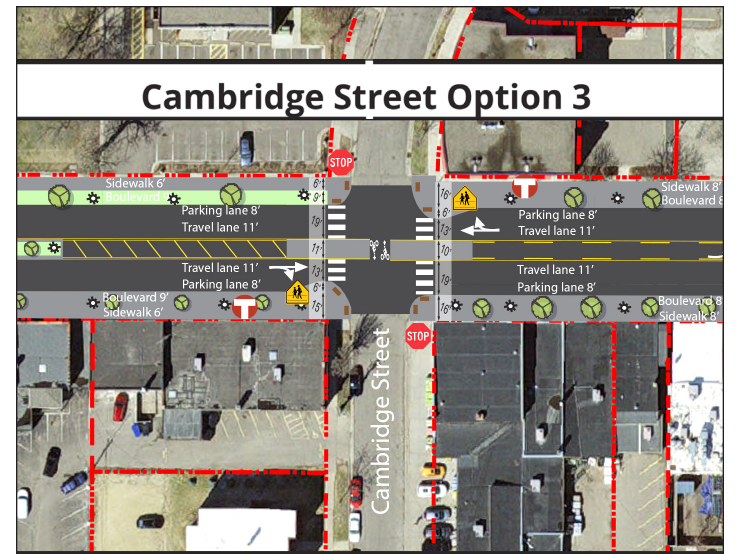 Cambridge Street Option 3
STOP
Sidewalk 6'
Boulevard 9'
Parking lane 8'
Travel lane 11'
6'
9'
19'
11'
13'
6'
15'
Travel lane 11'
Parking lane 8'
Boulevard 9'
Sidewalk 6'
T
16'
6'
13'
10'
19'
16'
T
Sidewalk 8'
Boulevard 8
Parking lane 8'
Travel lane 11'
Travel lane 11'
Parking lane 8'
Boulevard 8
Sidewalk 8'
STOP
Cambridge Street